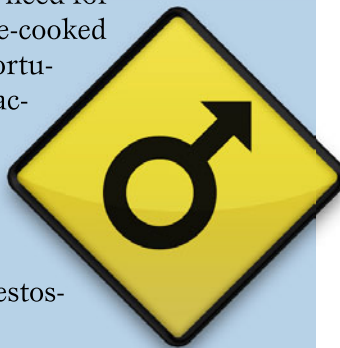 need for
e-cooked
ortu-
ac-
estos-